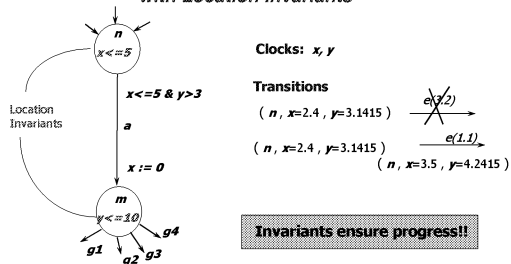 with Location Invariants
n
x<=5
Clocks: x, y
Transitions
x<=5 & y>3
( n , x=2.4 , y=3.1415 )
e(3.2)
Location
Invariants
a
( n , x=2.4 , y=3.1415 )
e(1.1)
( n , x=3.5 , y=4.2415 )
x := 0
m
y<=10
g1
g2
g3
g4
Invariants ensure progress!!